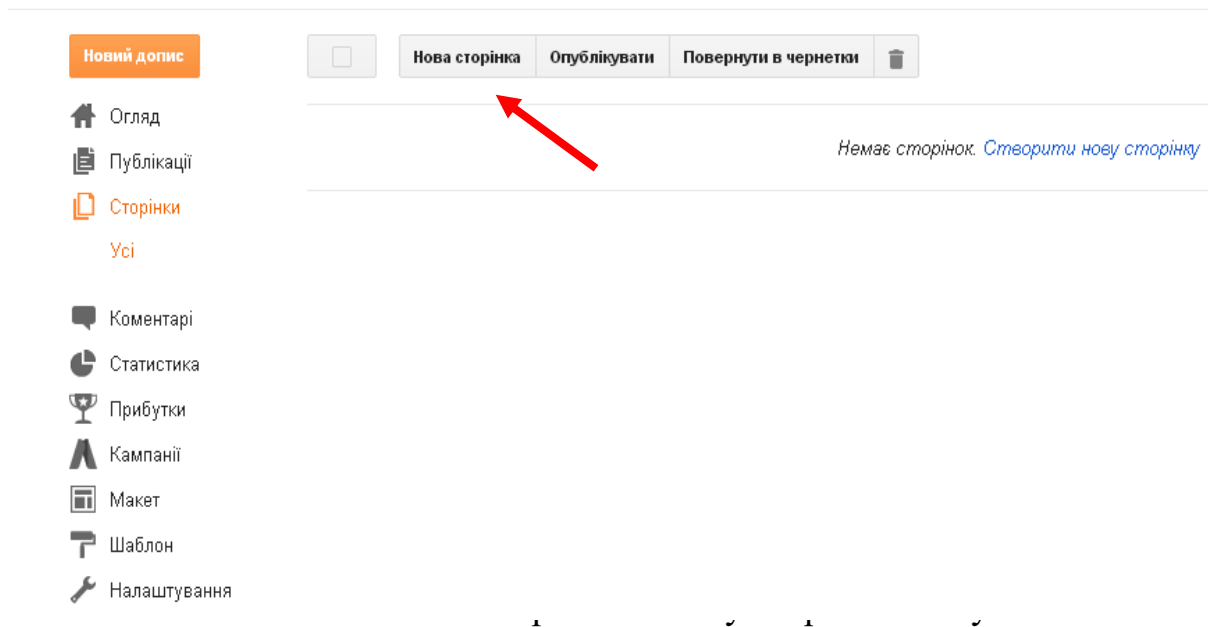 Новий допис
Нова сторінка Опублікувати Повернути в чернетки
Огляд
Немає сторінок. Створити нову сторінку
Публікації
Сторінки
Усі
Коментарі
Статистика
Прибутки
Кампанії
Макет
Шаблон
Налаштування